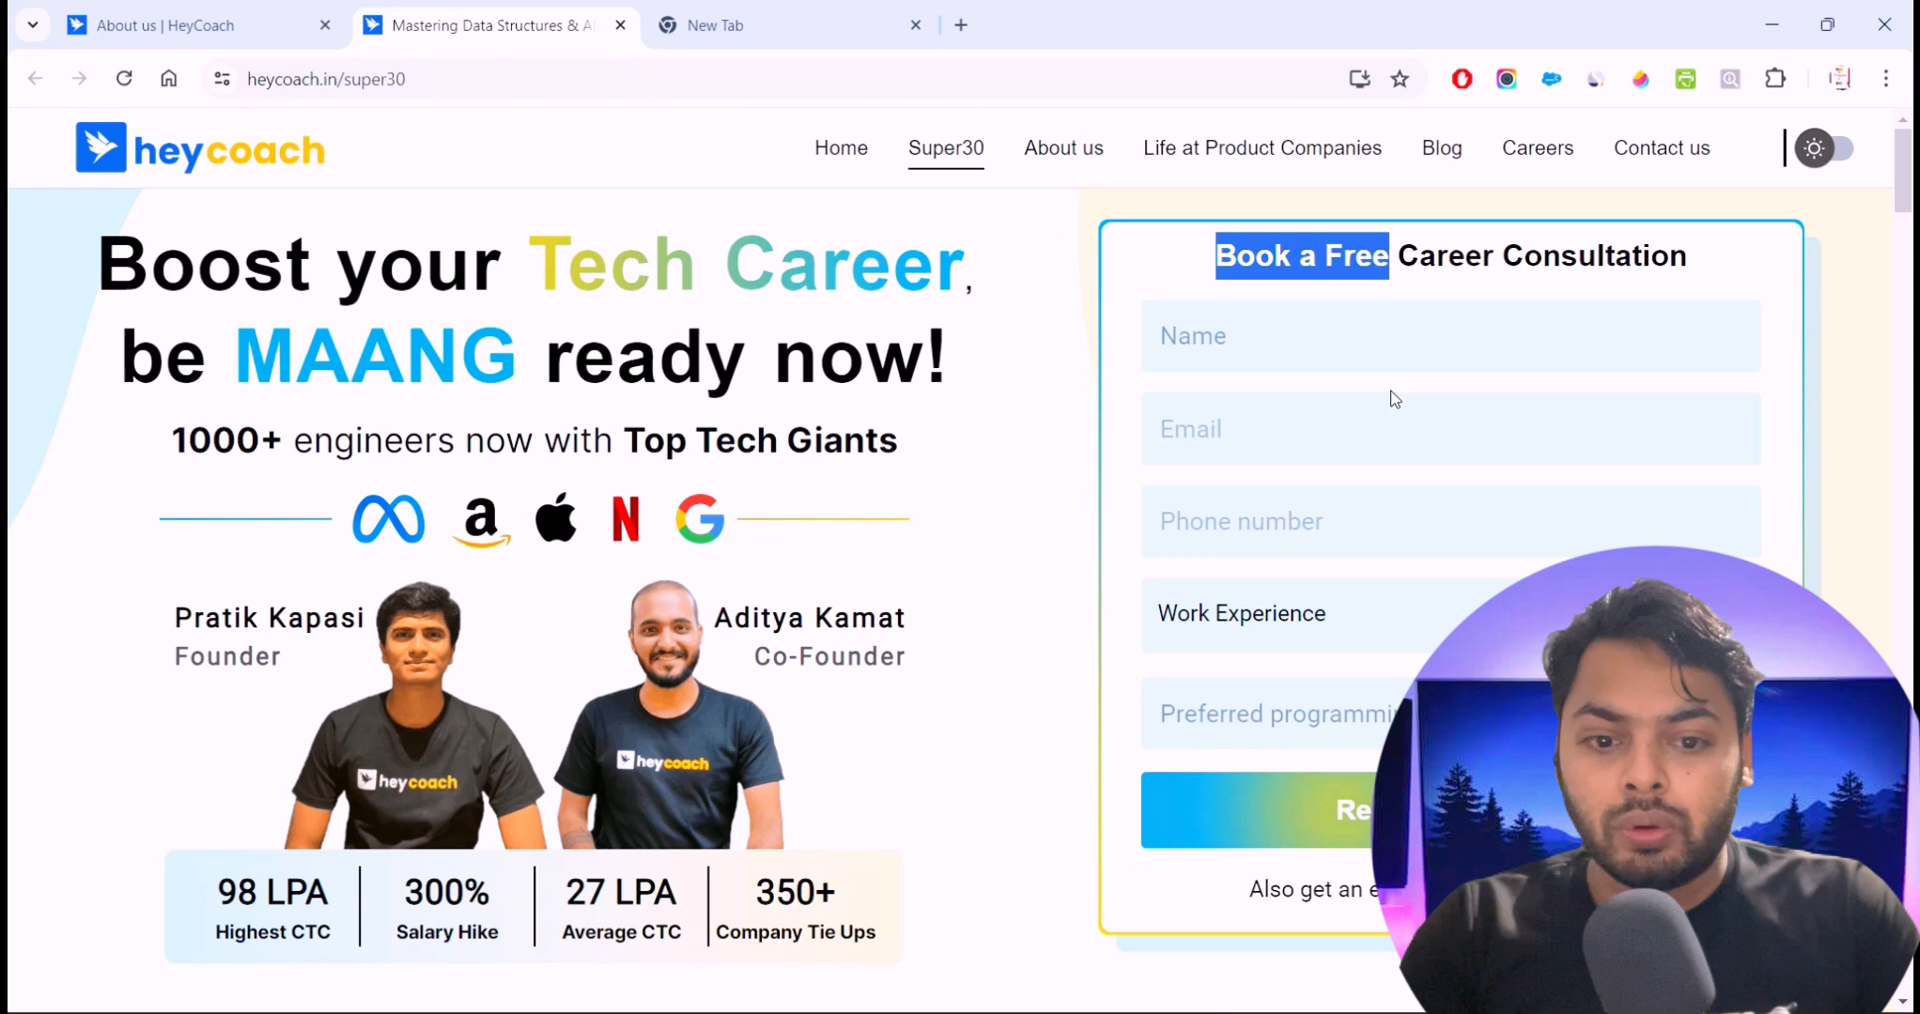 About us | HeyCoach
Mastering Data Structures & Al
New Tab
heycoach.in/super30
heycoach
Home
Super30
About us
Life at Product Companies
Blog
Careers
Contact us
Boost your Tech Career,
be MAANG ready now!
1000+ engineers now with Top Tech Giants
Pratik Kapasi
Founder
Aditya Kamat
Co-Founder
heycoach
heycoach
98 LPA
Highest CTC
300%
Salary Hike
27 LPA
Average CTC
350+
Company Tie Ups
Book a Free Career Consultation
Name
Email
Phone number
Work Experience
Preferred
Also get an